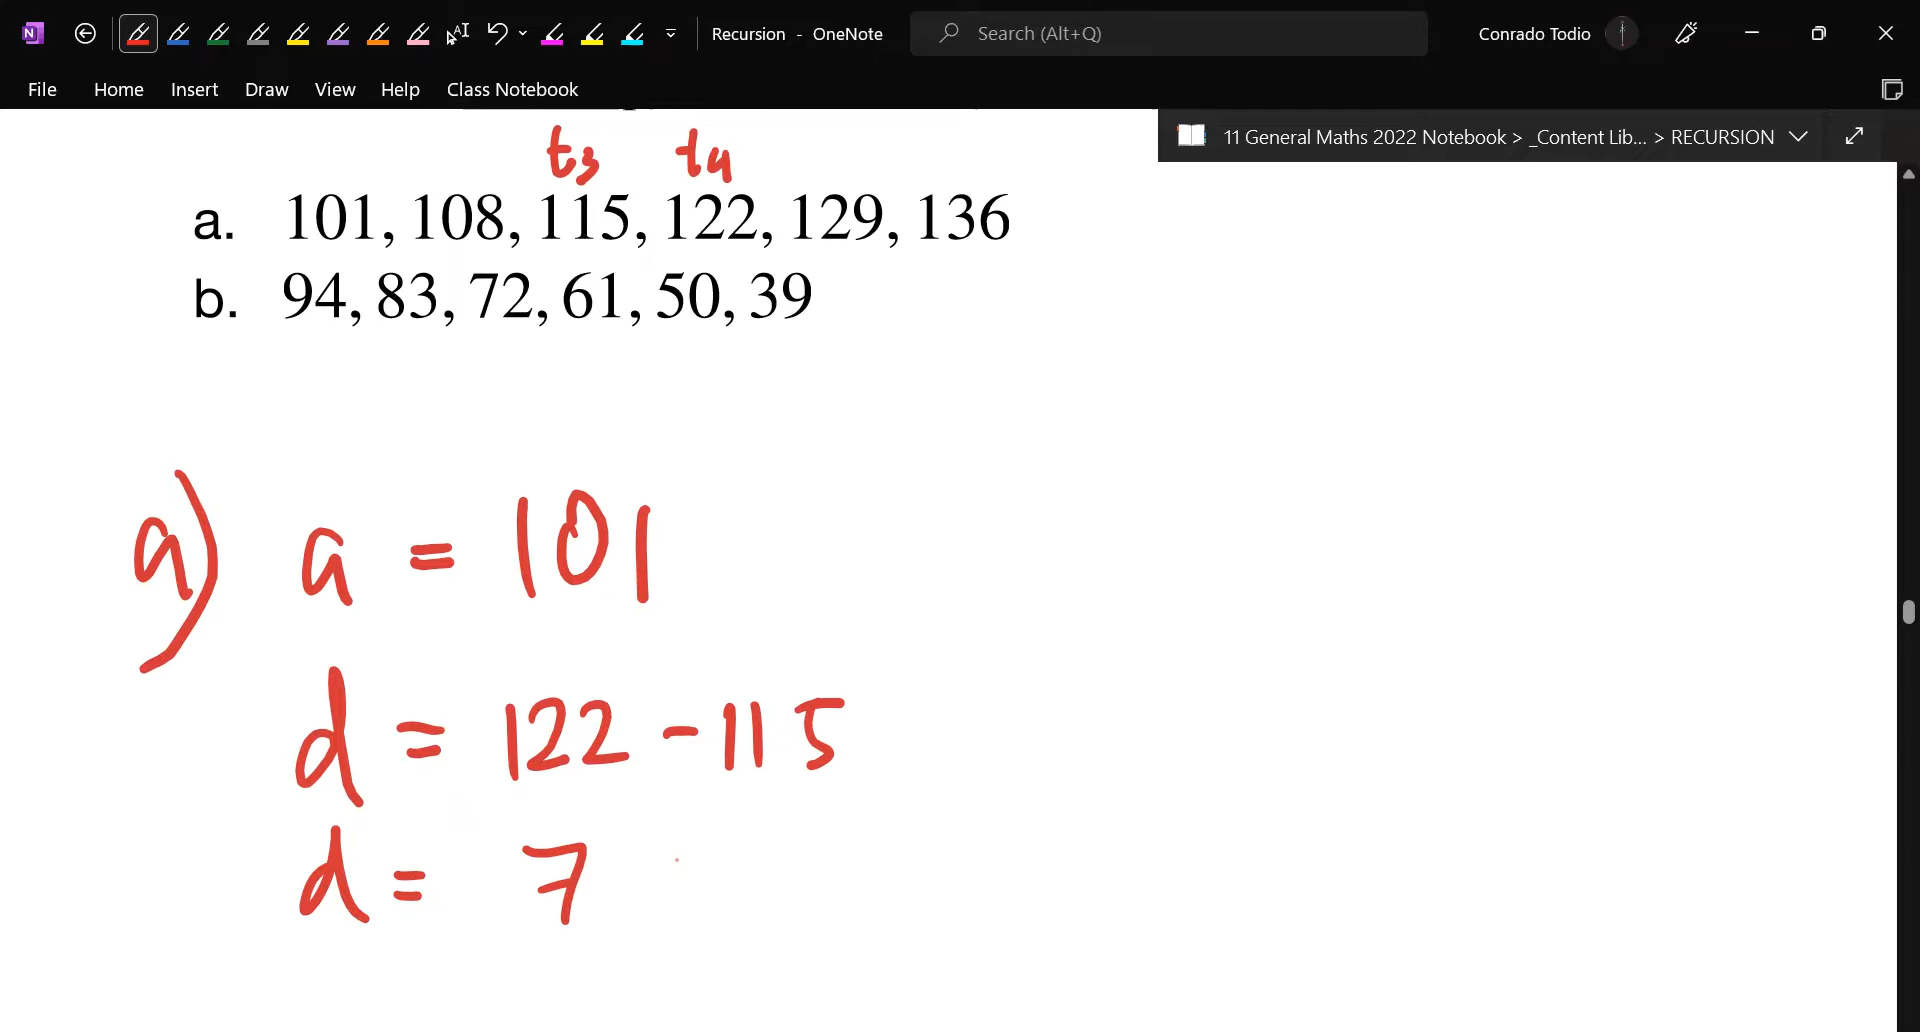 Recursion - OneNote
Search (Alt+Q)
Conrado Todio
File Home Insert Draw View Help Class Notebook
11 General Maths 2022 Notebook > _Content Lib... > RECURSION
t3 t4
a. 101, 108, 115, 122, 129, 136
b. 94, 83, 72, 61, 50, 39
a) a = 101
d = 122 - 115
d = 7